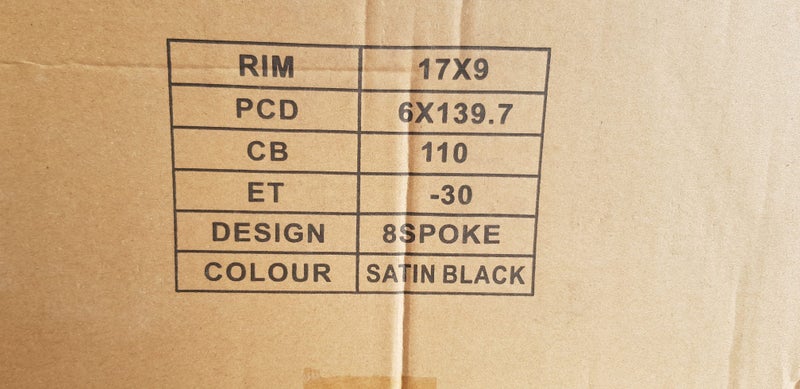 RIM 17X9
PCD 6X139.7
CB 110
ET -30
DESIGN 8SPOKE
COLOUR SATIN BLACK